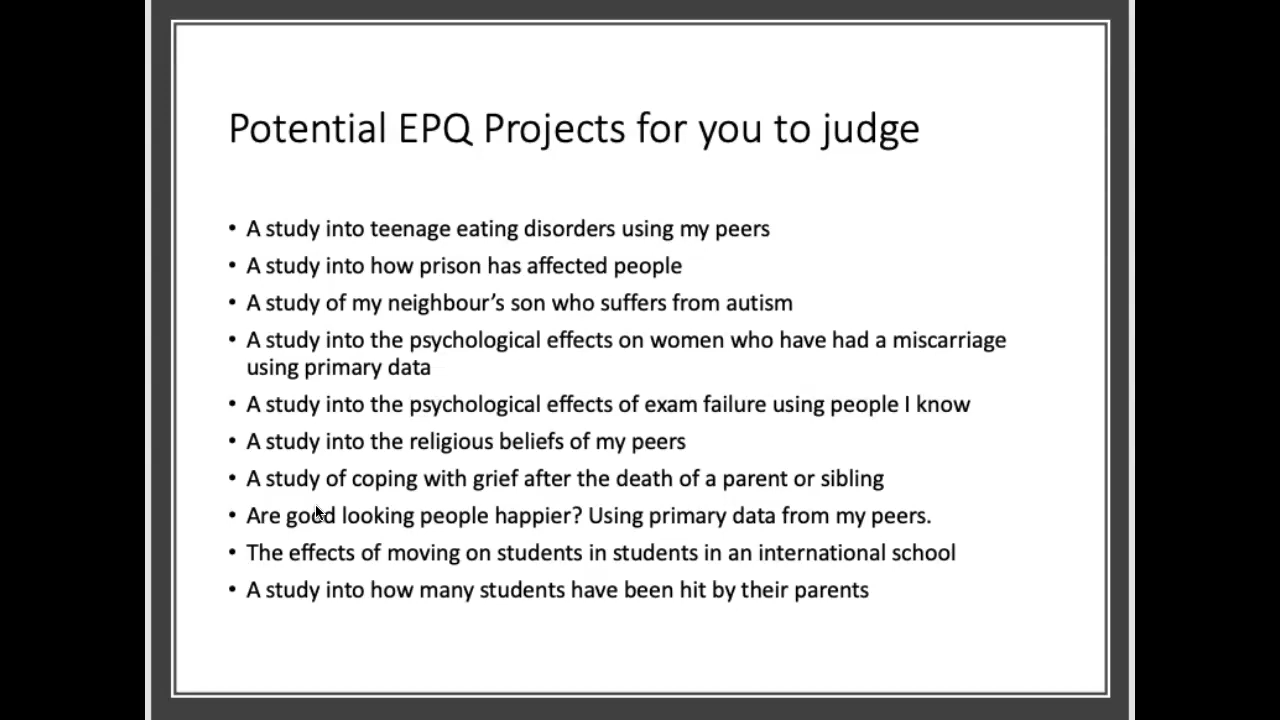 Potential EPQ Projects for you to judge
• A study into teenage eating disorders using my peers
• A study into how prison has affected people
• A study of my neighbour’s son who suffers from autism
• A study into the psychological effects on women who have had a miscarriage
using primary data
• A study into the psychological effects of exam failure using people I know
• A study into the religious beliefs of my peers
• A study of coping with grief after the death of a parent or sibling
• Are good looking people happier? Using primary data from my peers.
• The effects of moving on students in students in an international school
• A study into how many students have been hit by their parents